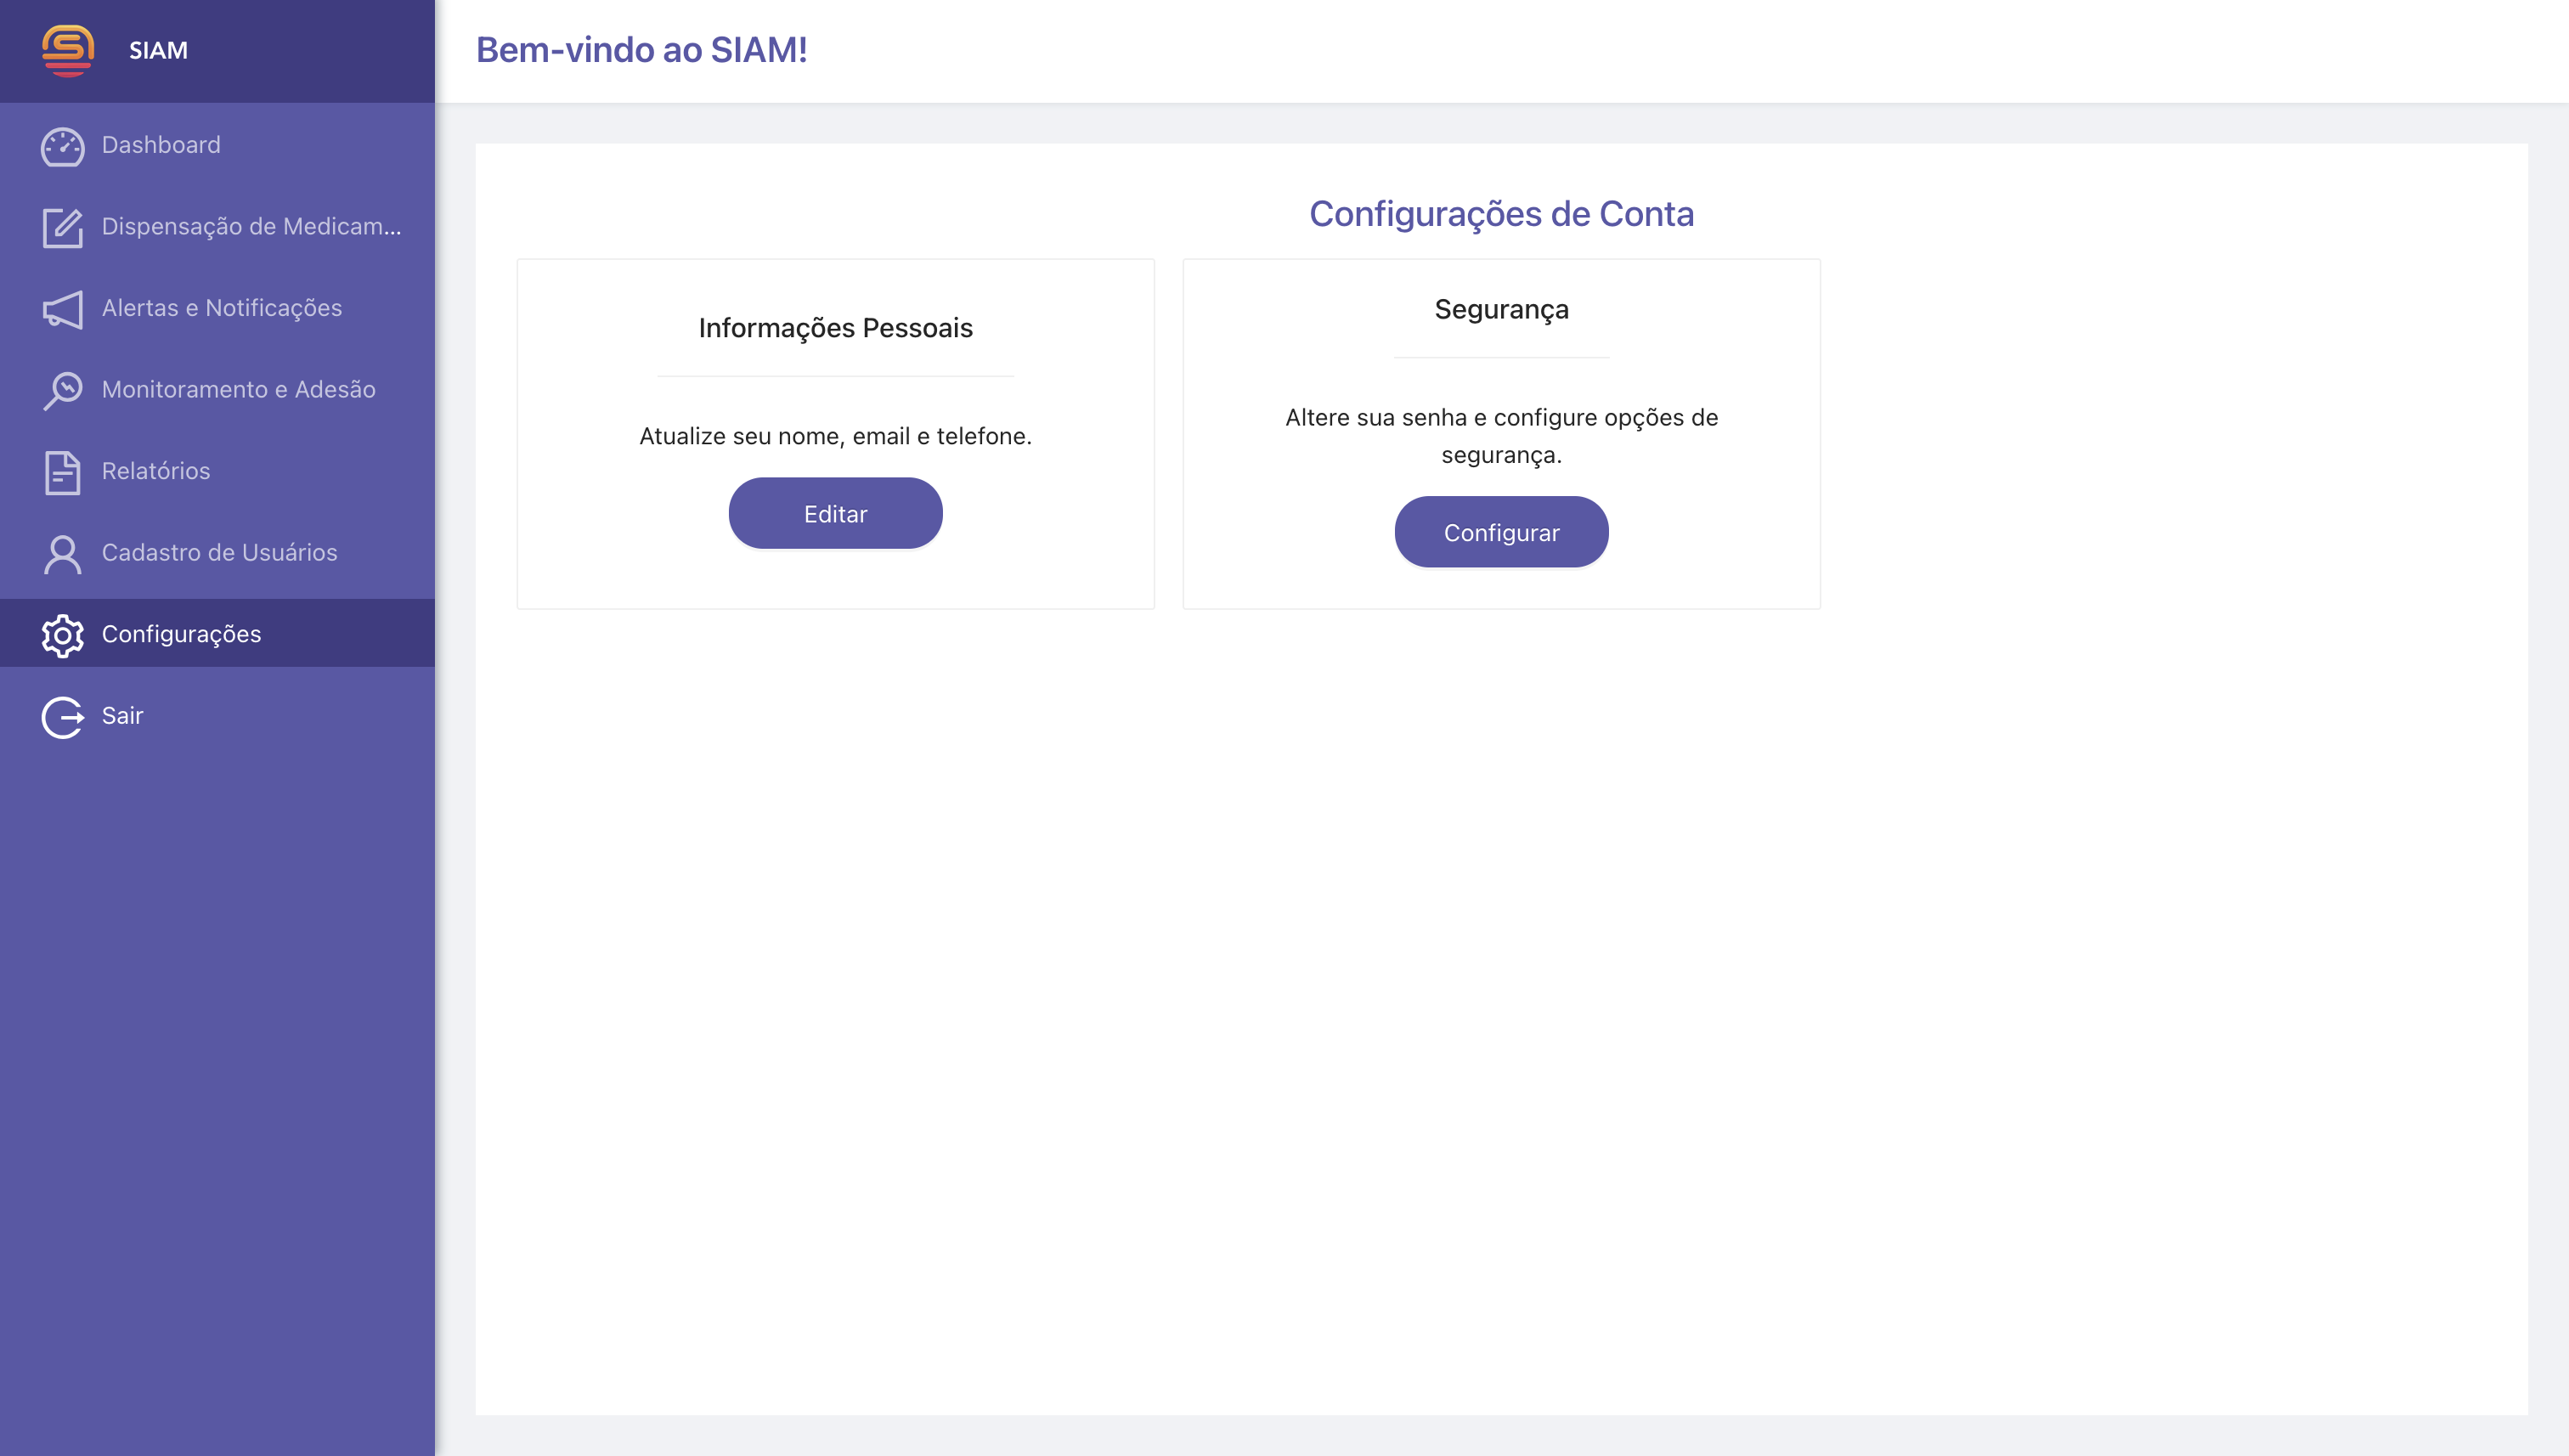 SIAM
Dashboard
Dispensação de Medicam...
Alertas e Notificações
Monitoramento e Adesão
Relatórios
Cadastro de Usuários
Configurações
Sair
Bem-vindo ao SIAM!
Configurações de Conta
Informações Pessoais
Atualize seu nome, email e telefone.
Editar
Segurança
Altere sua senha e configure opções de
segurança.
Configurar